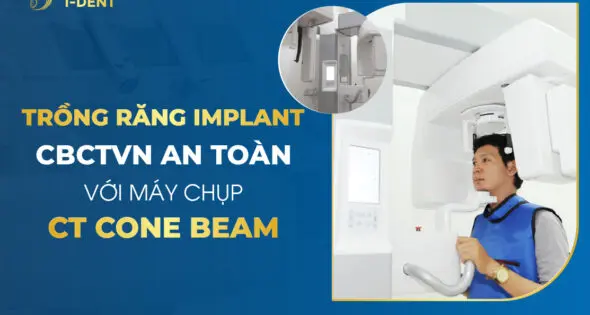 I-DENT
TRỒNG RĂNG IMPLANT
CBCTVN AN TOÀN
VỚI MÁY CHỤP
CT CONE BEAM